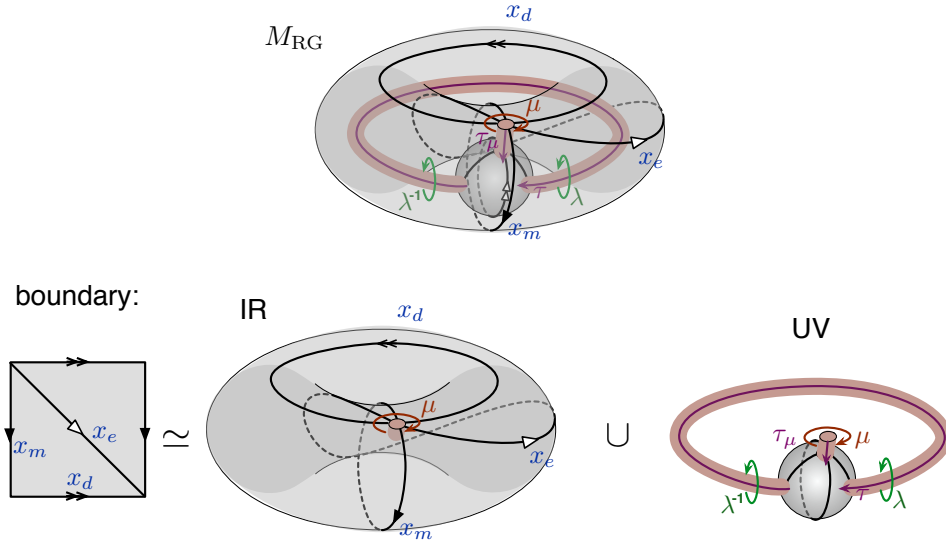 x_d
M_RG
μ
τ_μ
x_e
λ^-1
τ
λ
x_m
boundary:
IR
x_d
UV
μ
x_e
≃
∪
τ_μ
μ
x_m
x_e
x_d
λ^-1
τ
λ
x_m